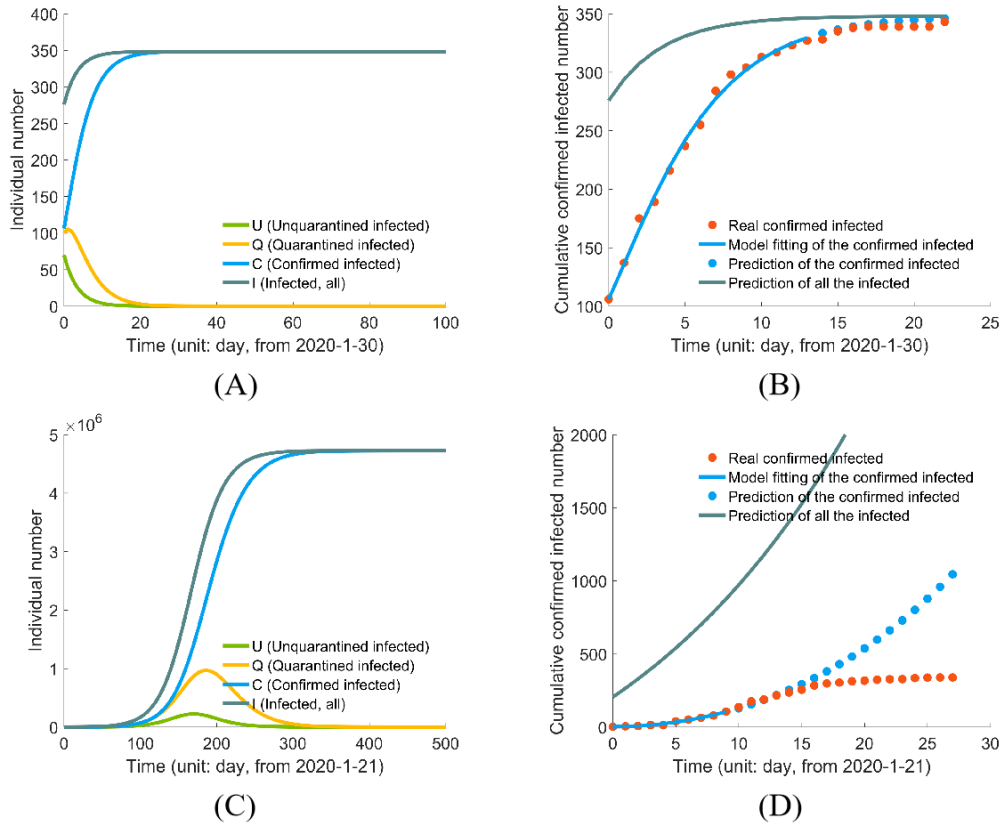 400
350
300
250
200
150
100
50
0
Individual number
U (Unquarantined infected)
Q (Quarantined infected)
C (Confirmed infected)
I (Infected, all)
0 20 40 60 80 100
Time (unit: day, from 2020-1-30)
(A)
350
300
250
200
150
100
Cumulative confirmed infected number
Real confirmed infected
Model fitting of the confirmed infected
Prediction of the confirmed infected
Prediction of all the infected
0 5 10 15 20 25
Time (unit: day, from 2020-1-30)
(B)
×10⁶
5
4
3
2
1
0
Individual number
U (Unquarantined infected)
Q (Quarantined infected)
C (Confirmed infected)
I (Infected, all)
0 100 200 300 400 500
Time (unit: day, from 2020-1-21)
(C)
2000
1500
1000
500
0
Cumulative confirmed infected number
Real confirmed infected
Model fitting of the confirmed infected
Prediction of the confirmed infected
Prediction of all the infected
0 5 10 15 20 25 30
Time (unit: day, from 2020-1-21)
(D)